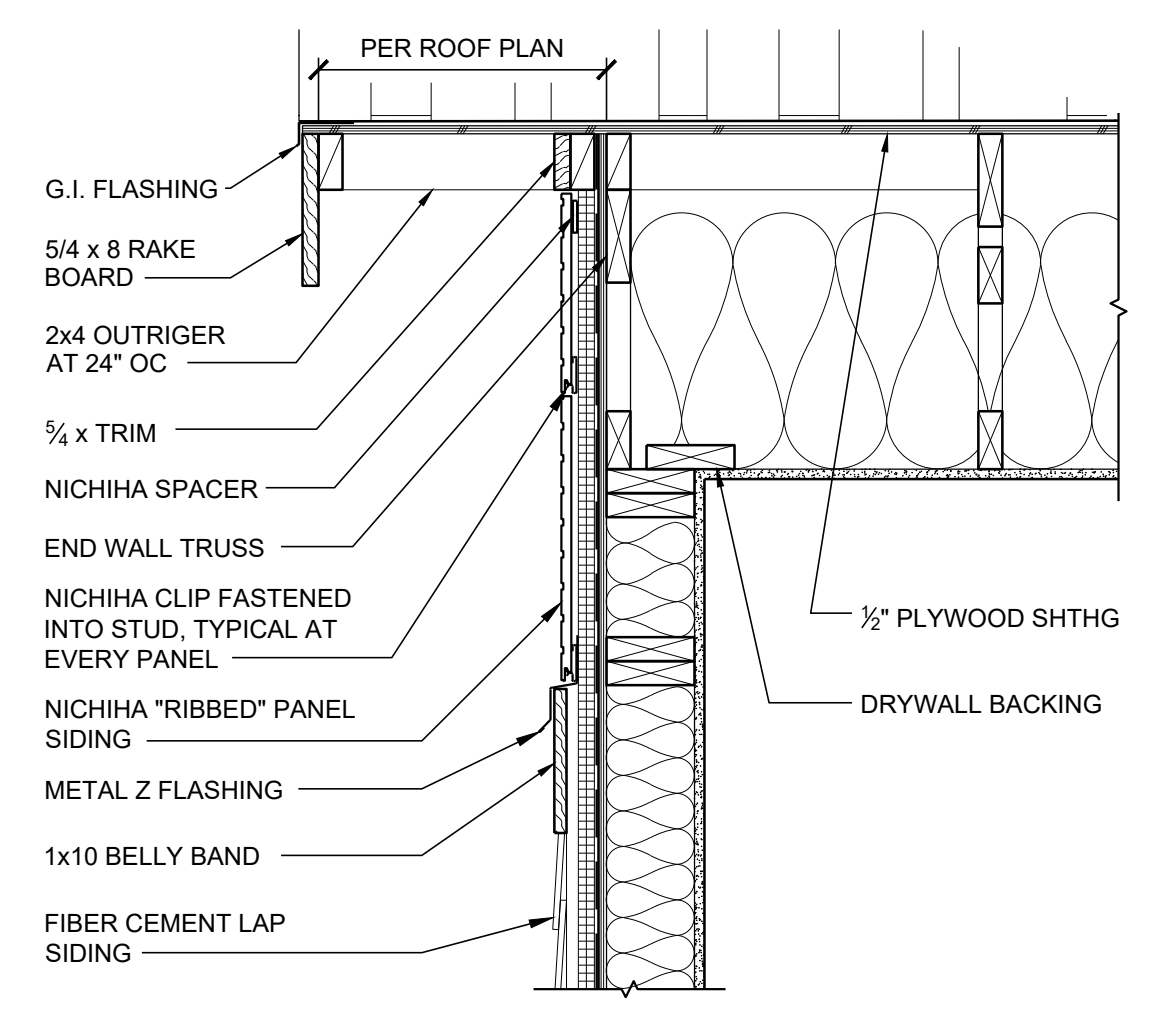 PER ROOF PLAN
G.I. FLASHING
5/4 x 8 RAKE
BOARD
2x4 OUTRIGER
AT 24" OC
5⁄4 x TRIM
NICHIHA SPACER
END WALL TRUSS
NICHIHA CLIP FASTENED
INTO STUD, TYPICAL AT
EVERY PANEL
NICHIHA "RIBBED" PANEL
SIDING
METAL Z FLASHING
1x10 BELLY BAND
FIBER CEMENT LAP
SIDING
½" PLYWOOD SHTHG
DRYWALL BACKING